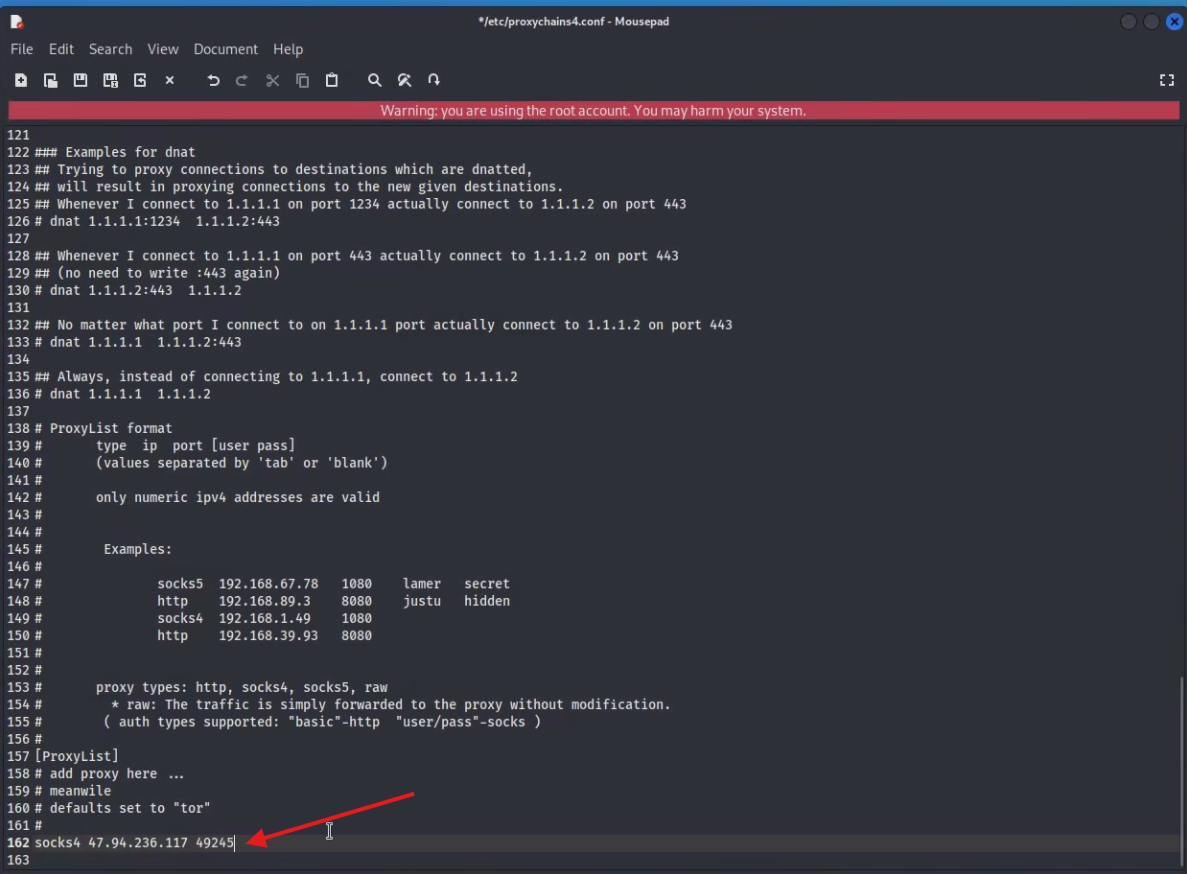 */etc/proxychains4.conf - Mousepad
File Edit Search View Document Help
Warning: you are using the root account. You may harm your system.
121
122 ### Examples for dnat
123 ## Trying to proxy connections to destinations which are dnatted,
124 ## will result in proxying connections to the new given destinations.
125 ## Whenever I connect to 1.1.1.1 on port 1234 actually connect to 1.1.1.2 on port 443
126 # dnat 1.1.1.1:1234  1.1.1.2:443
127
128 ## Whenever I connect to 1.1.1.1 on port 443 actually connect to 1.1.1.2 on port 443
129 ## (no need to write :443 again)
130 # dnat 1.1.1.2:443  1.1.1.2
131
132 ## No matter what port I connect to on 1.1.1.1 port actually connect to 1.1.1.2 on port 443
133 # dnat 1.1.1.1  1.1.1.2:443
134
135 ## Always, instead of connecting to 1.1.1.1, connect to 1.1.1.2
136 # dnat 1.1.1.1  1.1.1.2
137
138 # ProxyList format
139 #       type  ip  port [user pass]
140 #       (values separated by 'tab' or 'blank')
141 #
142 #       only numeric ipv4 addresses are valid
143 #
144 #
145 #        Examples:
146 #
147 #               socks5  192.168.67.78   1080    lamer   secret
148 #               http    192.168.89.3    8080    justu   hidden
149 #               socks4  192.168.1.49    1080
150 #               http    192.168.39.93   8080
151 #
152 #
153 #       proxy types: http, socks4, socks5, raw
154 #         * raw: The traffic is simply forwarded to the proxy without modification.
155 #        ( auth types supported: "basic"-http  "user/pass"-socks )
156 #
157 [ProxyList]
158 # add proxy here ...
159 # meanwile
160 # defaults set to "tor"
161 #
162 socks4 47.94.236.117 49245
163